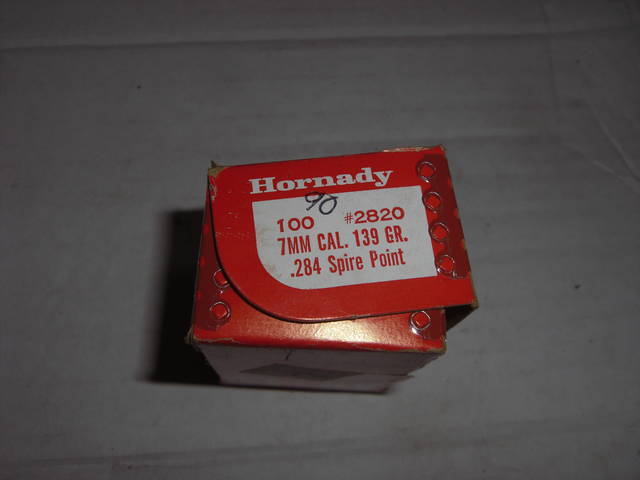 Hornady
90
100 #2820
7MM CAL. 139 GR.
.284 Spire Point